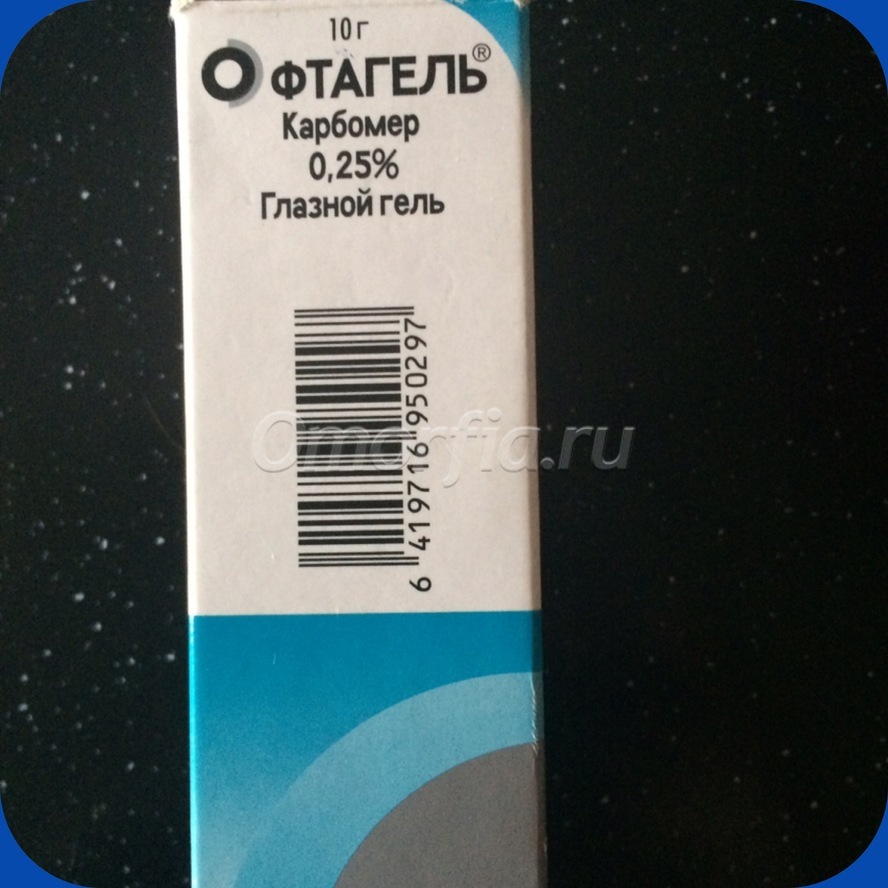 10 г
ОФТАГЕЛЬ®
Карбомер
0,25%
Глазной гель
6 419716 950297
Omorfia.ru